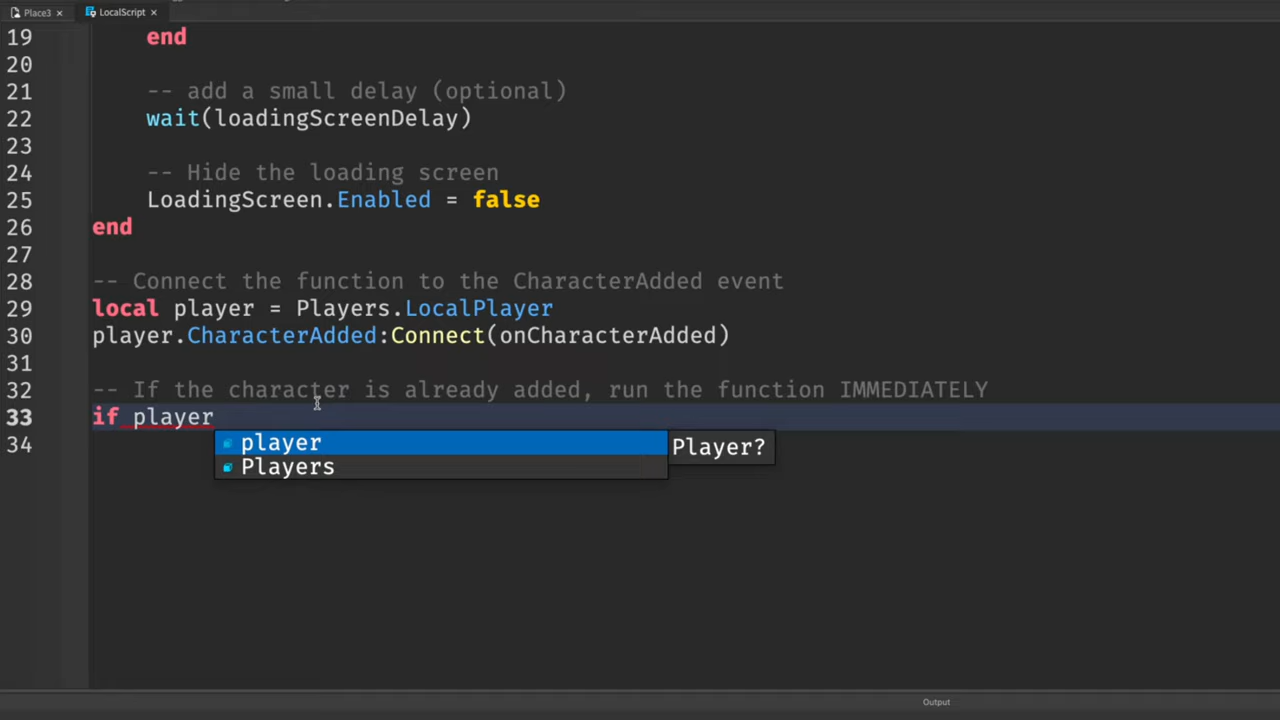 Place3 × LocalScript ×
19 end
20
21 -- add a small delay (optional)
22 wait(loadingScreenDelay)
23
24 -- Hide the loading screen
25 LoadingScreen.Enabled = false
26 end
27
28 -- Connect the function to the CharacterAdded event
29 local player = Players.LocalPlayer
30 player.CharacterAdded:Connect(onCharacterAdded)
31
32 -- If the character is already added, run the function IMMEDIATELY
33 if player
34
player Player?
Players
Output